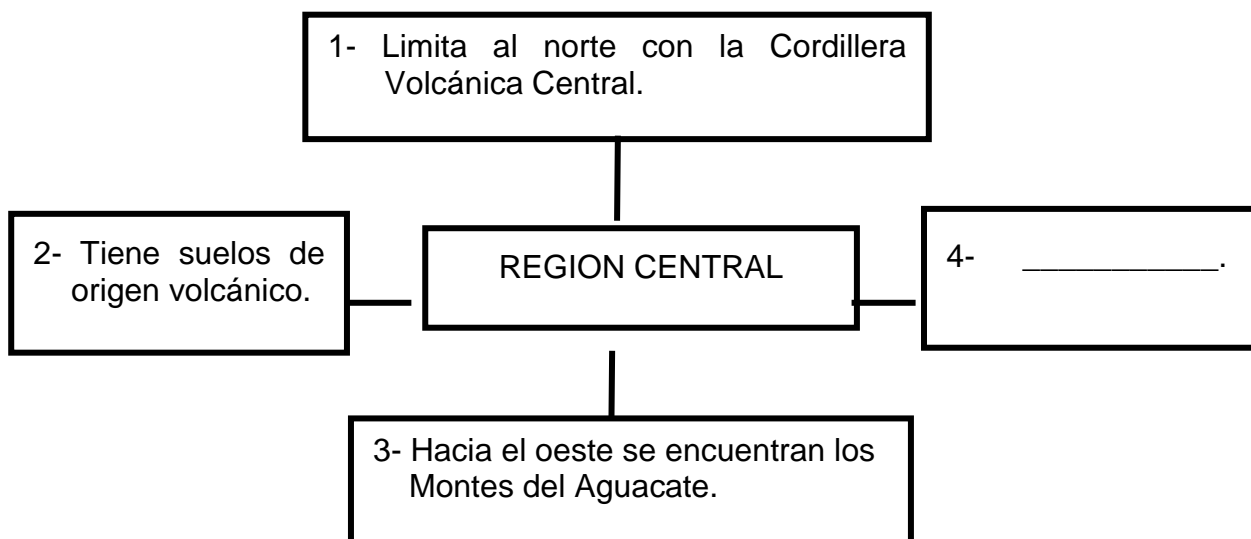 1- Limita al norte con la Cordillera
Volcánica Central.
2- Tiene suelos de
origen volcánico.
REGION CENTRAL
4- ___________.
3- Hacia el oeste se encuentran los
Montes del Aguacate.